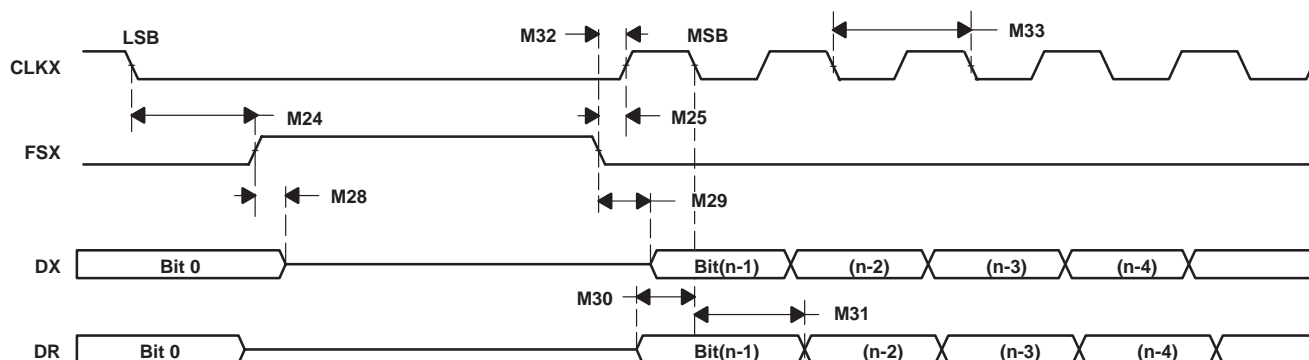 LSB
M32
MSB
M33
CLKX
M24
M25
FSX
M28
M29
DX
Bit 0
Bit(n-1)
(n-2)
(n-3)
(n-4)
M30
M31
DR
Bit 0
Bit(n-1)
(n-2)
(n-3)
(n-4)